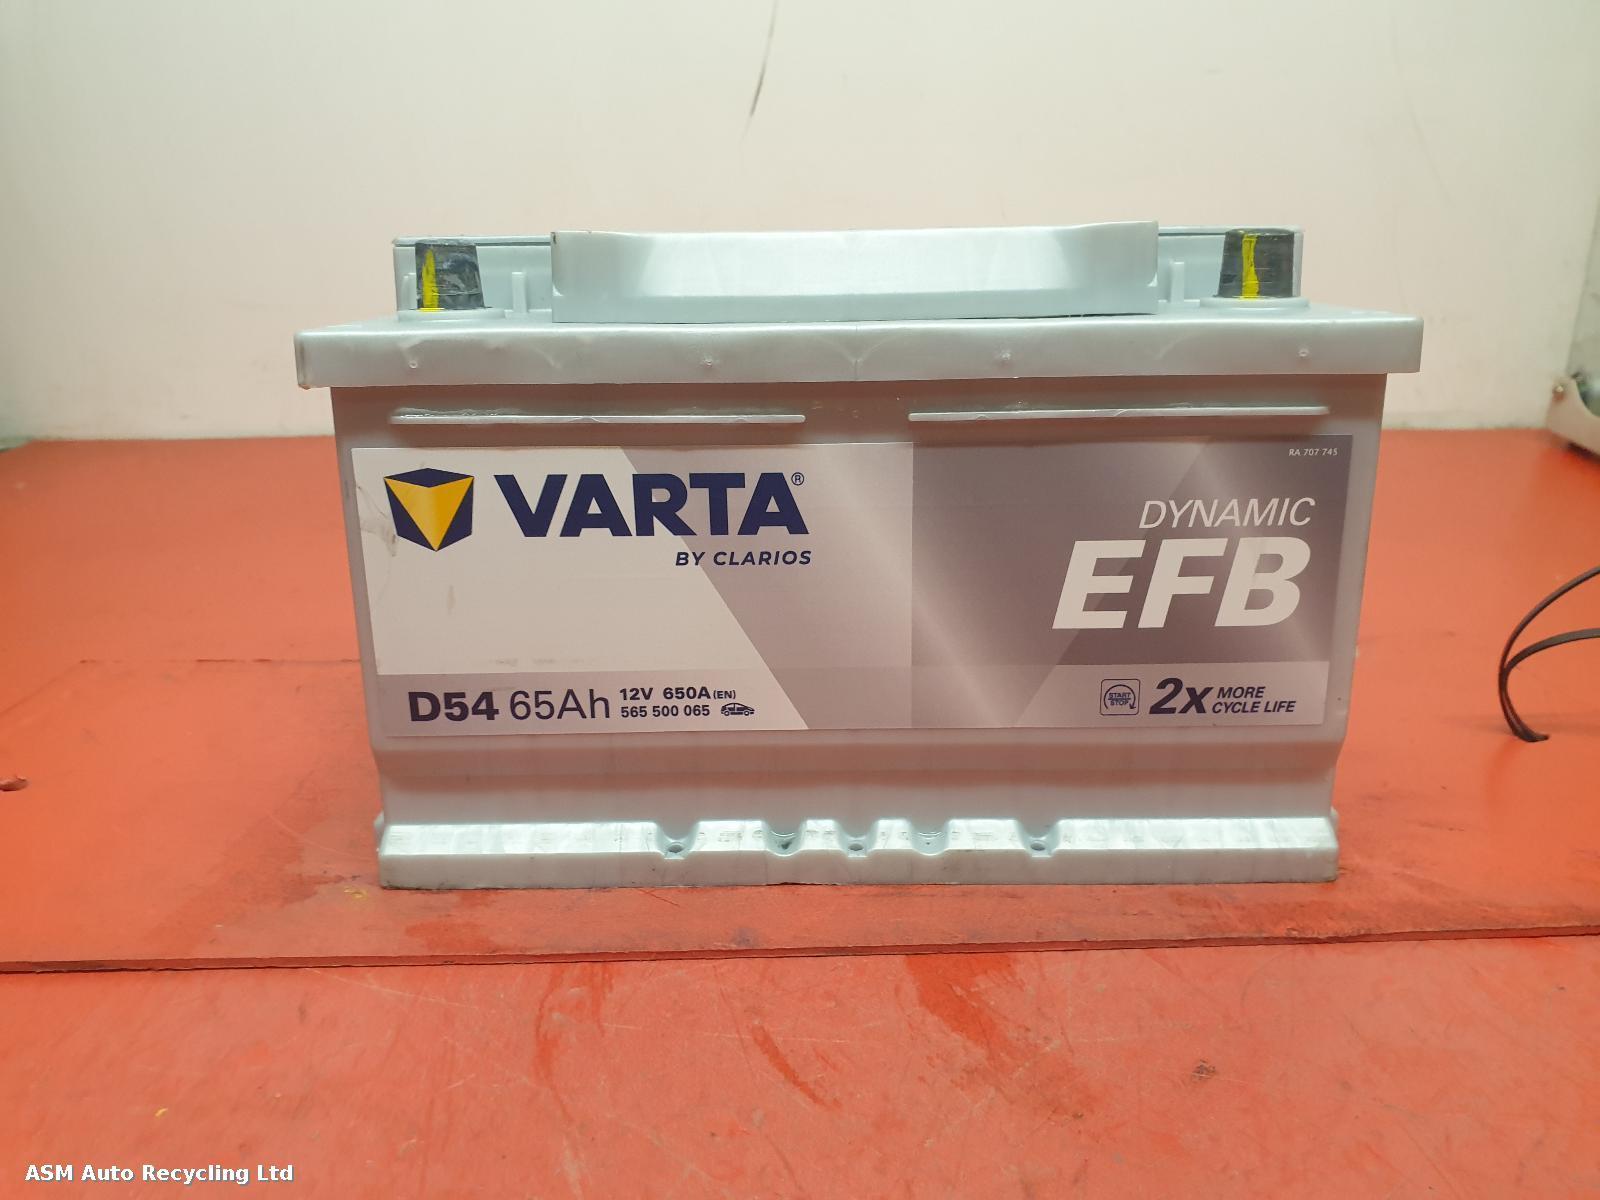 RA 707 745
VARTA®
BY CLARIOS
DYNAMIC
EFB
D54 65Ah
12V 650A (EN)
565 500 065
START STOP
2x MORE
CYCLE LIFE
ASM Auto Recycling Ltd